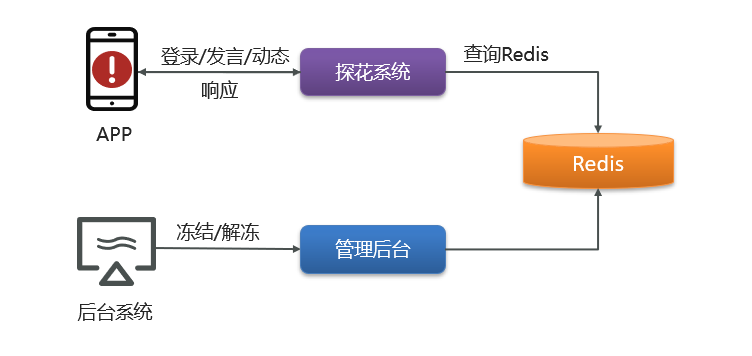 登录/发言/动态
响应
探花系统
查询Redis
APP
Redis
冻结/解冻
管理后台
后台系统